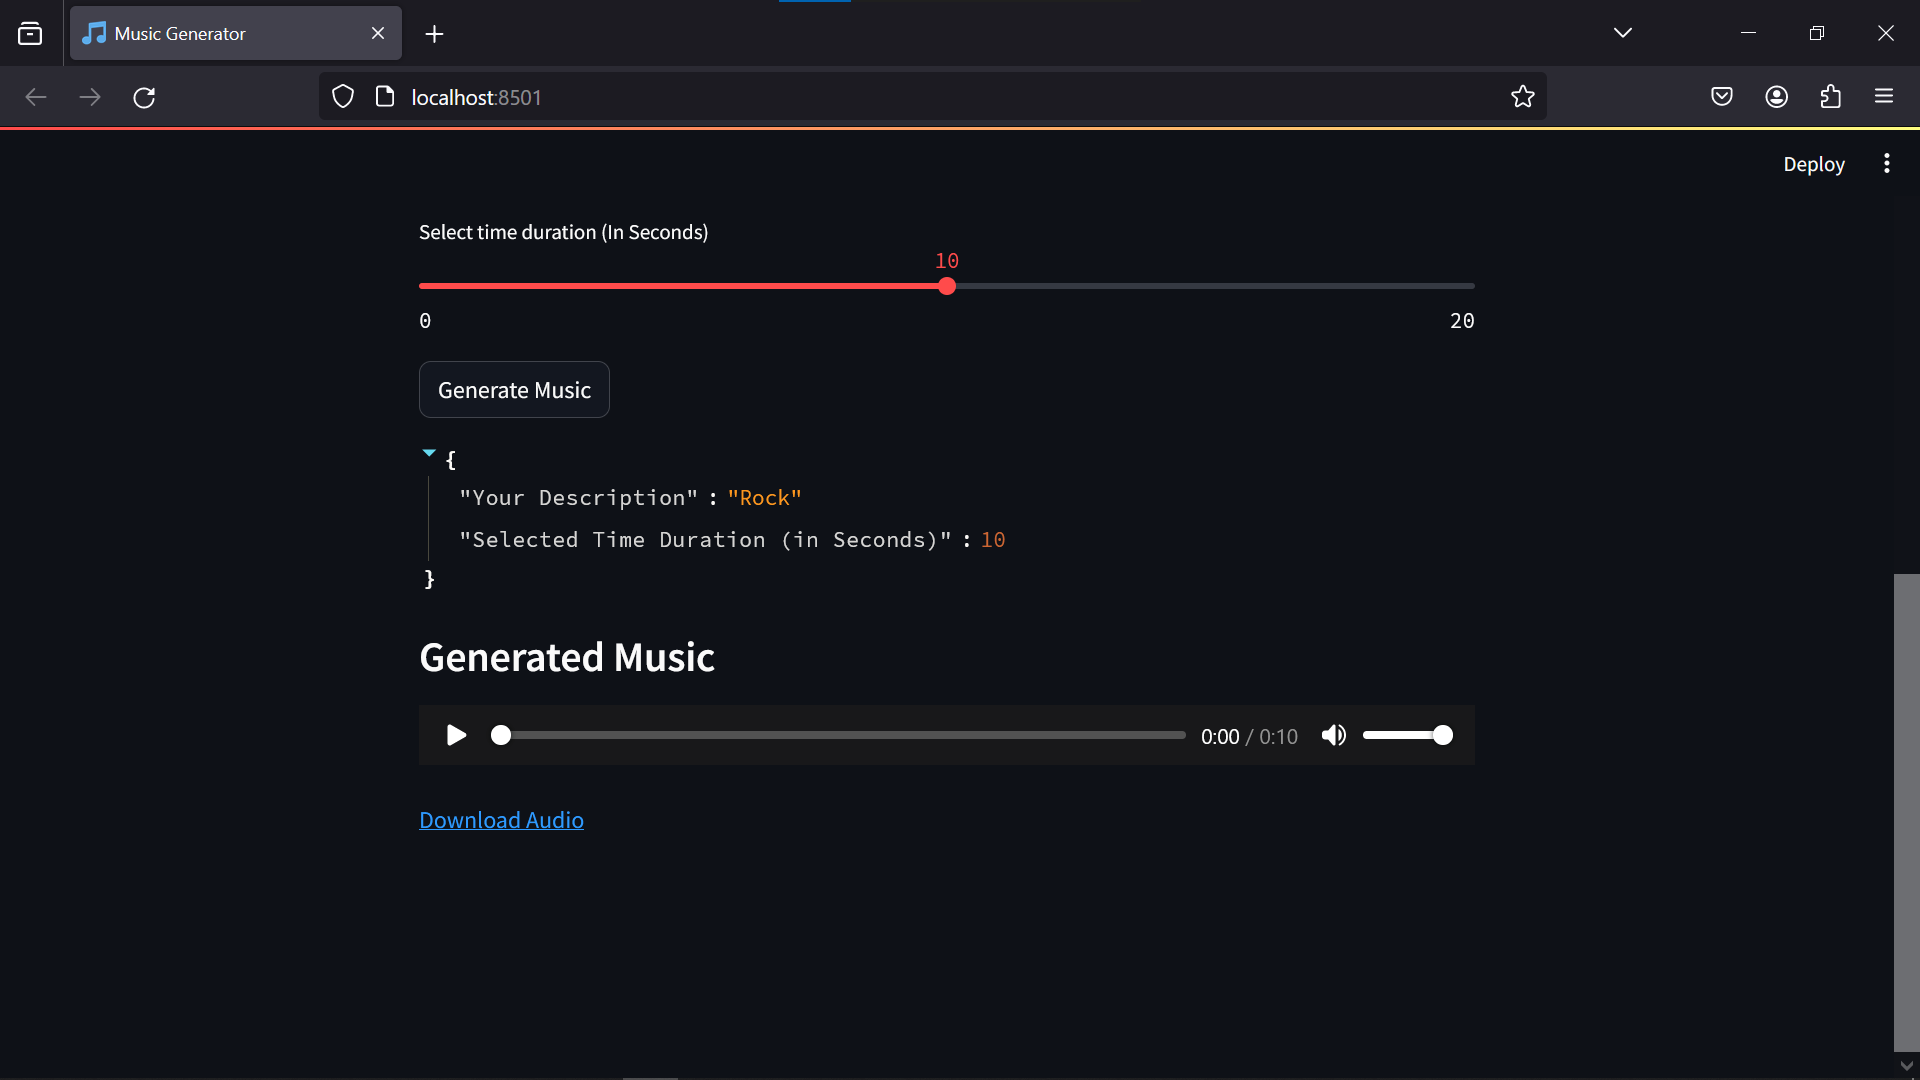 Music Generator
localhost:8501
Deploy
Select time duration (In Seconds)
10
0 20
Generate Music
{
"Your Description" : "Rock"
"Selected Time Duration (in Seconds)" : 10
}
Generated Music
0:00 / 0:10
Download Audio